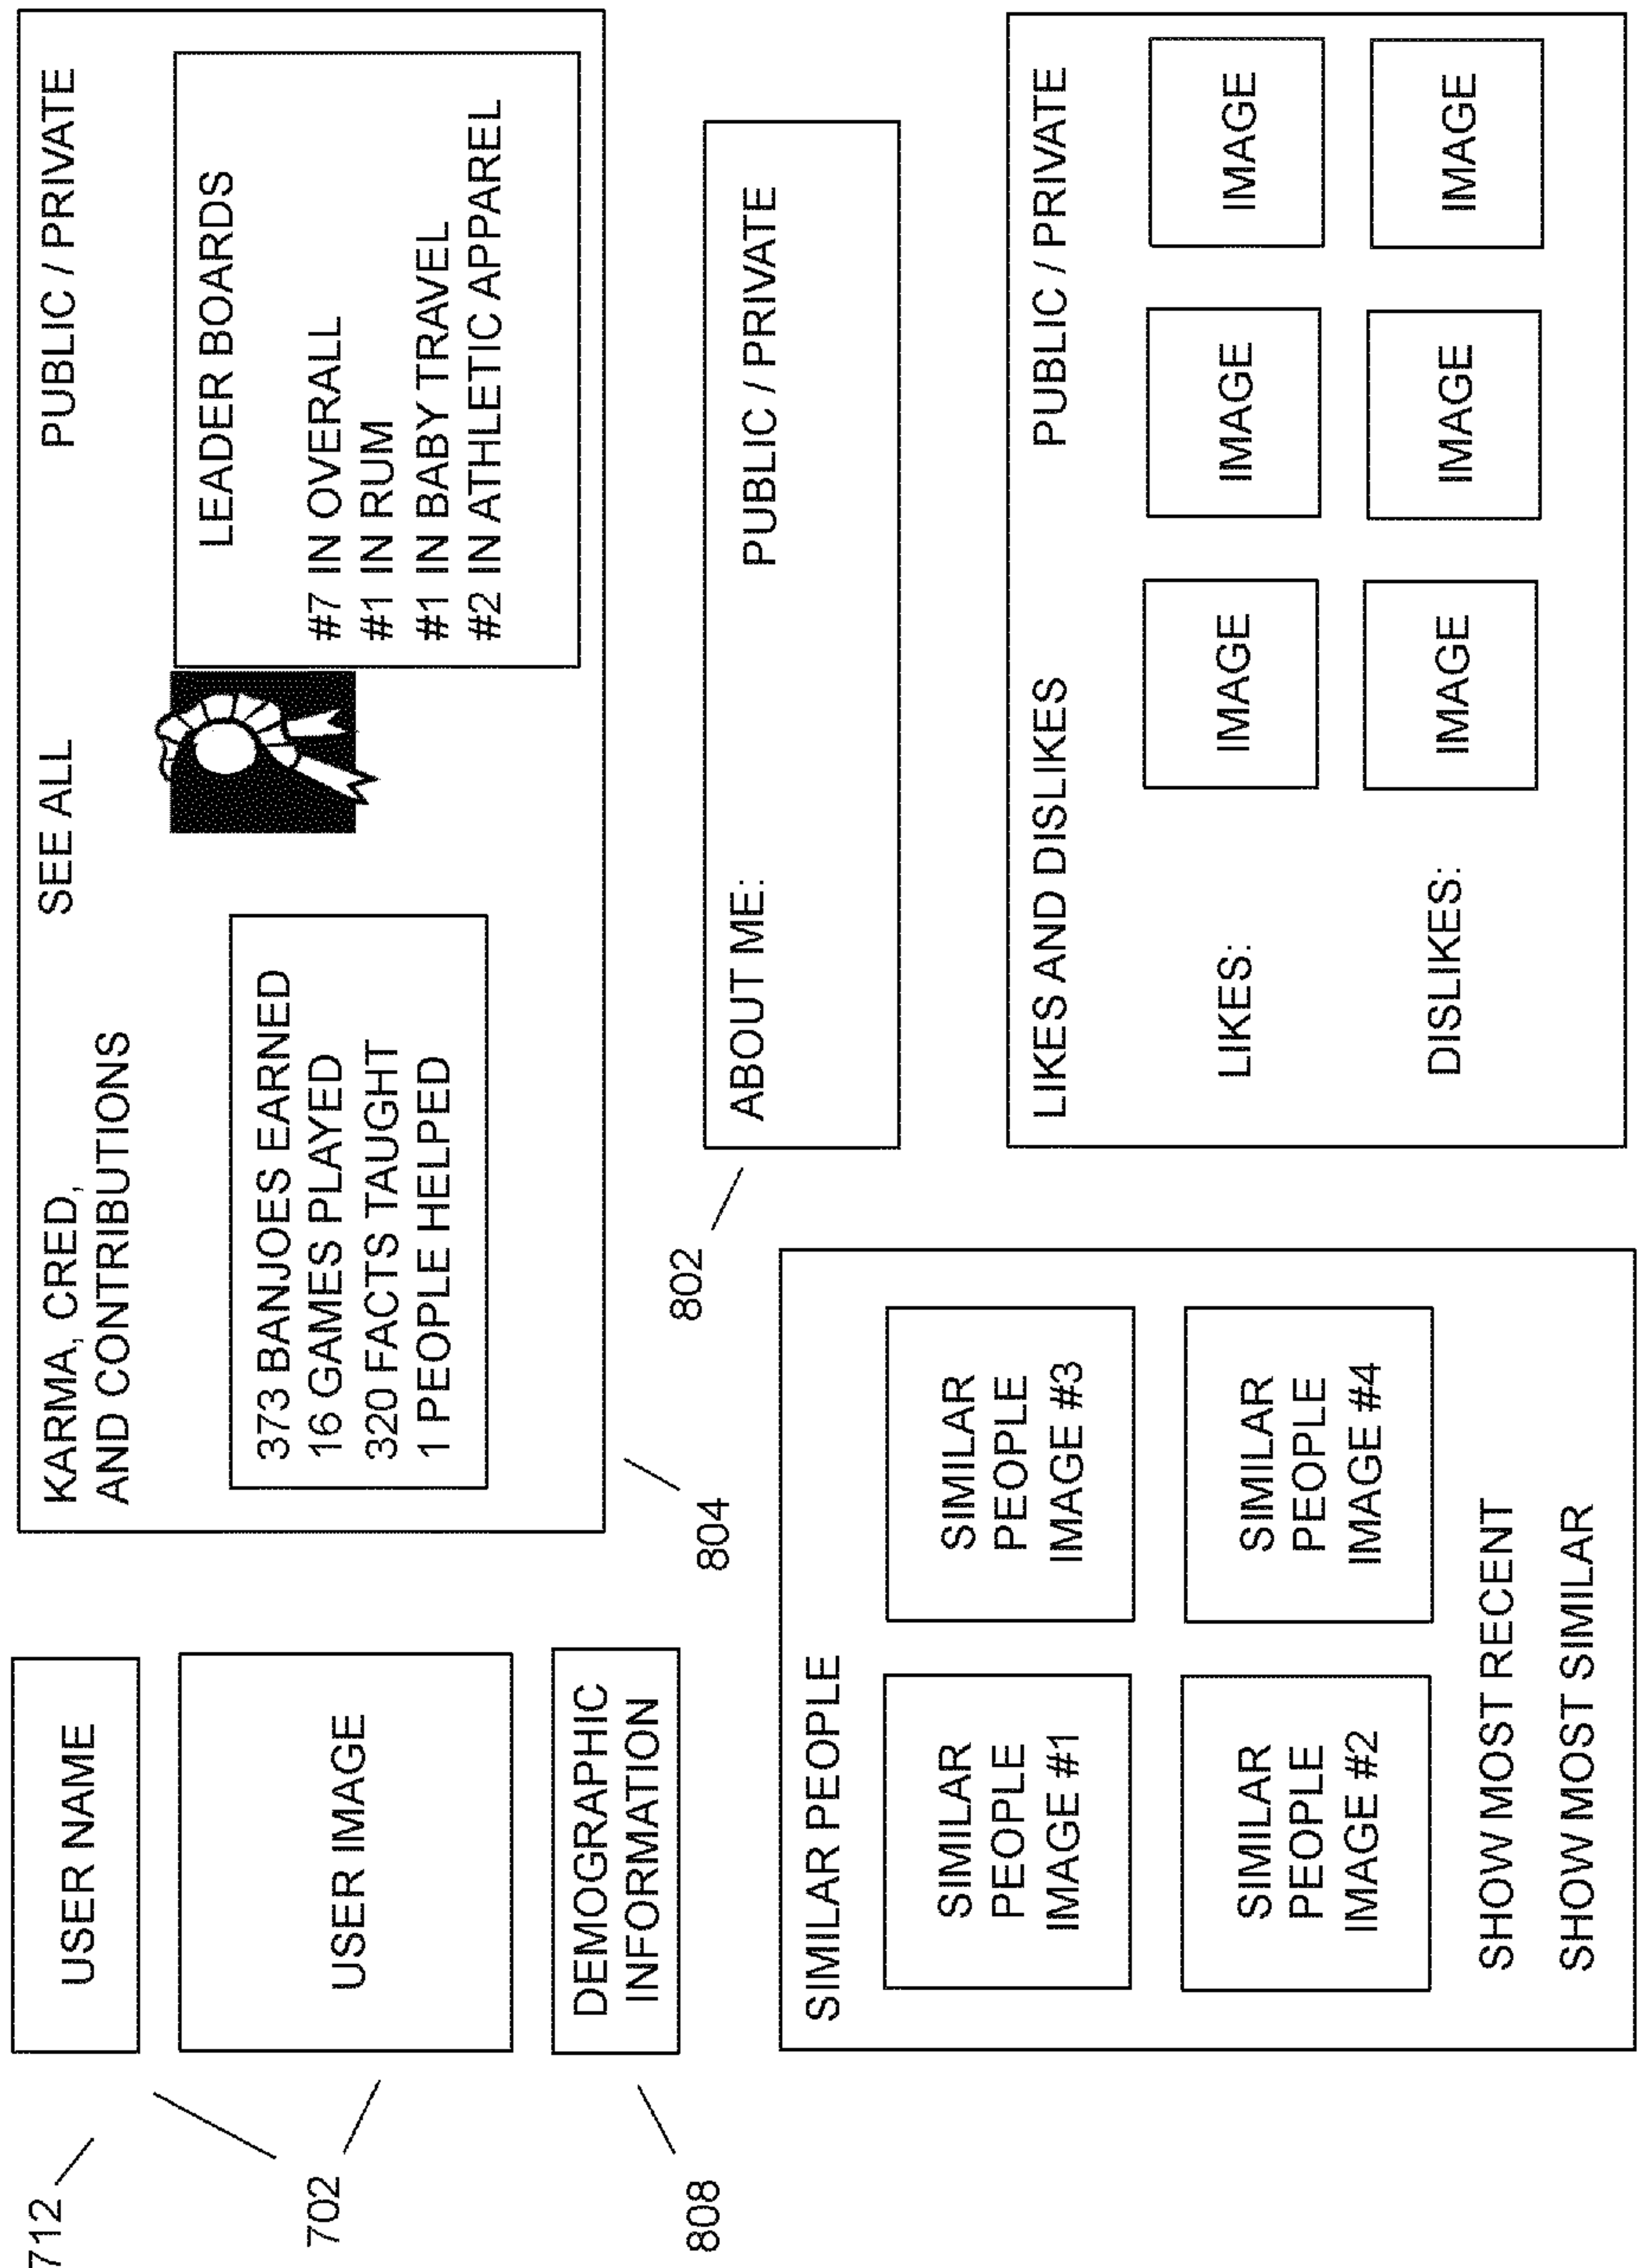 712
USER NAME
702
USER IMAGE
DEMOGRAPHIC
INFORMATION
808
KARMA, CRED,
AND CONTRIBUTIONS
SEE ALL
PUBLIC / PRIVATE
373 BANJOES EARNED
16 GAMES PLAYED
320 FACTS TAUGHT
1 PEOPLE HELPED
LEADER BOARDS
#7 IN OVERALL
#1 IN RUM
#1 IN BABY TRAVEL
#2 IN ATHLETIC APPAREL
804
802
ABOUT ME:
PUBLIC / PRIVATE
SIMILAR PEOPLE
SIMILAR
PEOPLE
IMAGE #1
SIMILAR
PEOPLE
IMAGE #3
SIMILAR
PEOPLE
IMAGE #2
SIMILAR
PEOPLE
IMAGE #4
SHOW MOST RECENT
SHOW MOST SIMILAR
LIKES AND DISLIKES
PUBLIC / PRIVATE
LIKES:
IMAGE
IMAGE
IMAGE
DISLIKES:
IMAGE
IMAGE
IMAGE